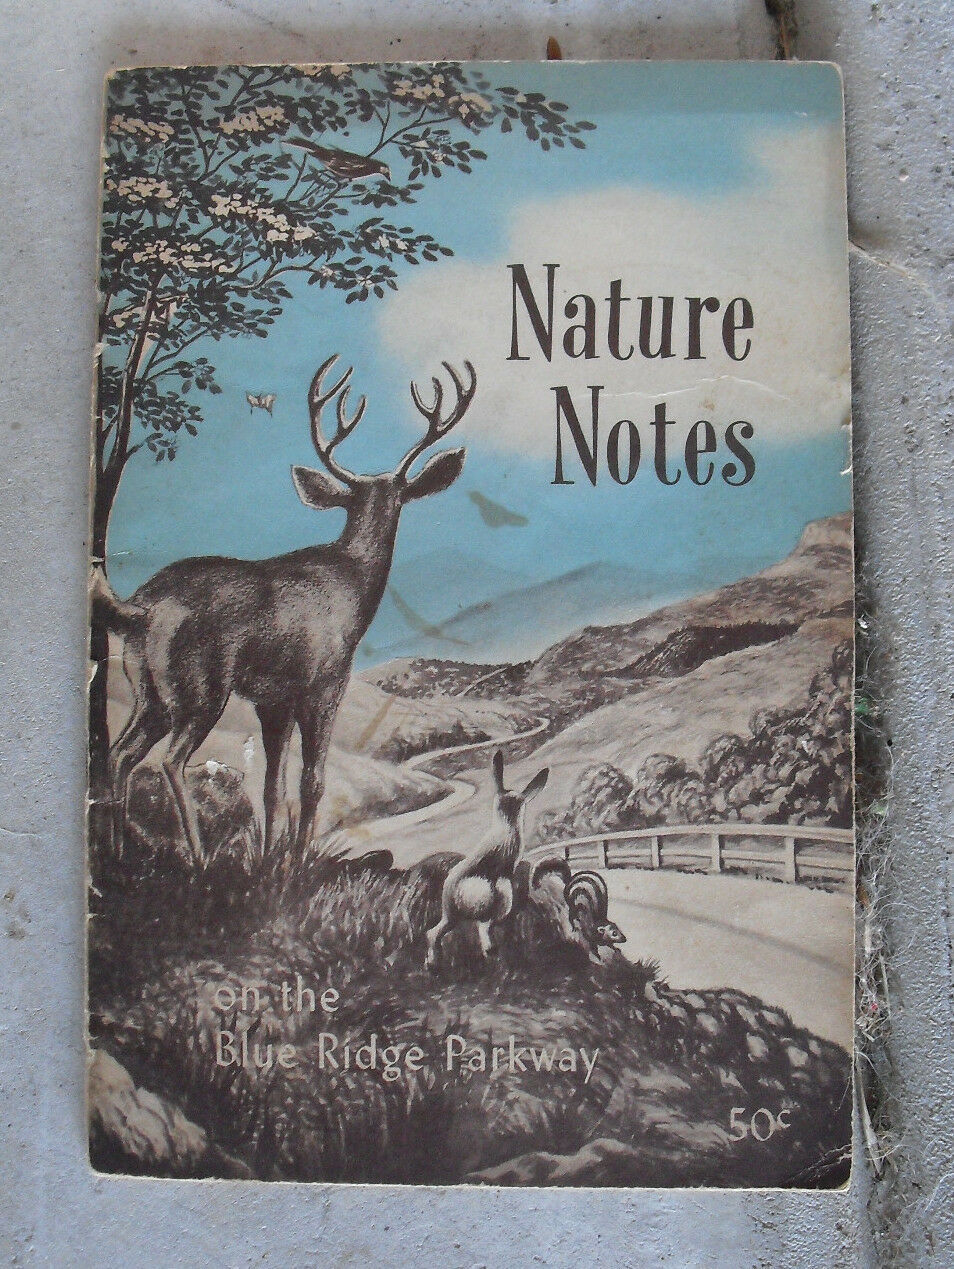 Nature
Notes
on the
Blue Ridge Parkway
50c